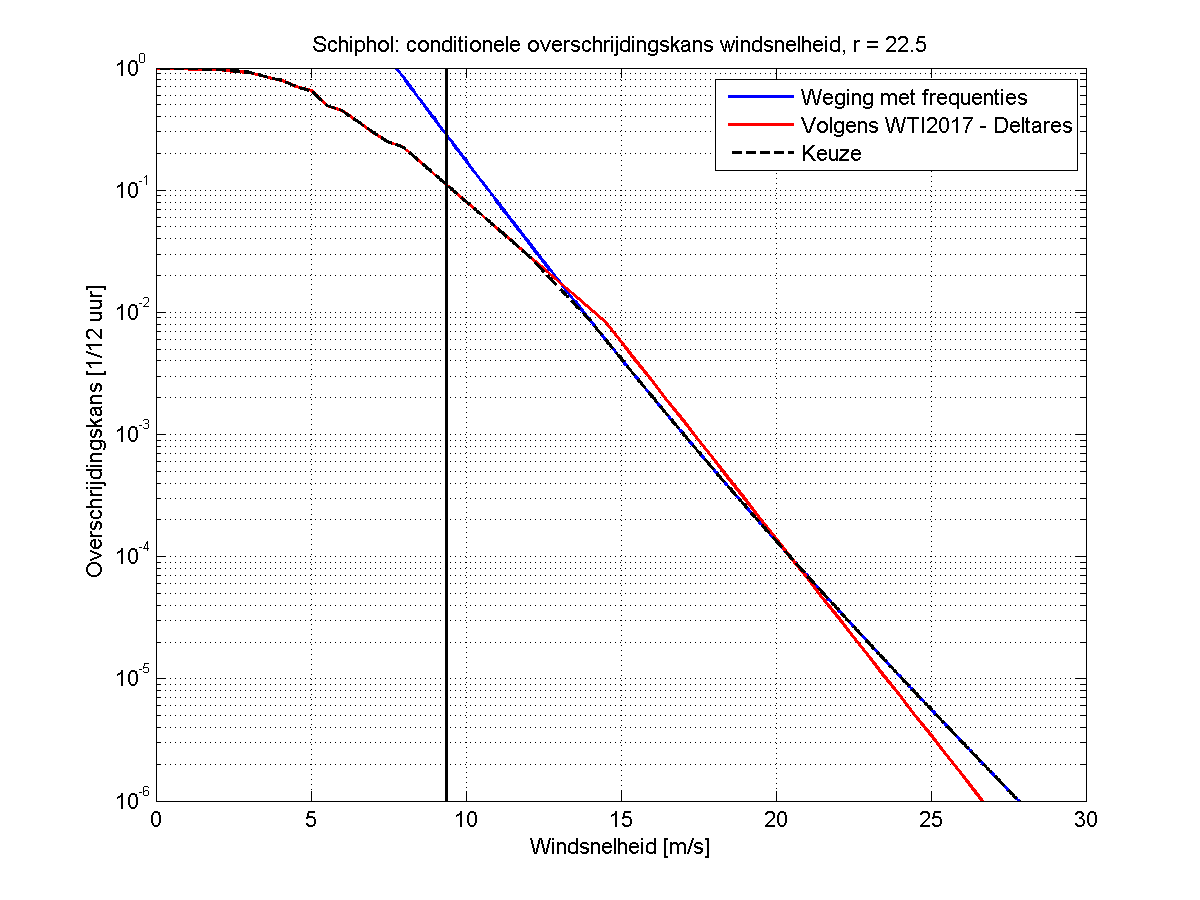 Schiphol: conditionele overschrijdingskans windsnelheid, r = 22.5
Weging met frequenties
Volgens WTI2017 - Deltares
Keuze
Overschrijdingskans [1/12 uur]
10^0
10^-1
10^-2
10^-3
10^-4
10^-5
10^-6
0 5 10 15 20 25 30
Windsnelheid [m/s]